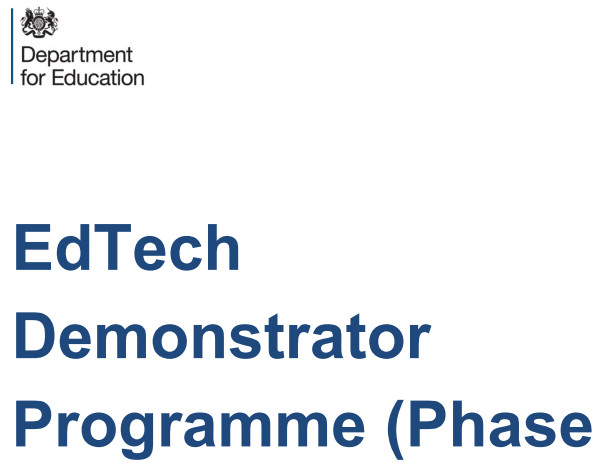 Department
for Education
EdTech
Demonstrator
Programme (Phase